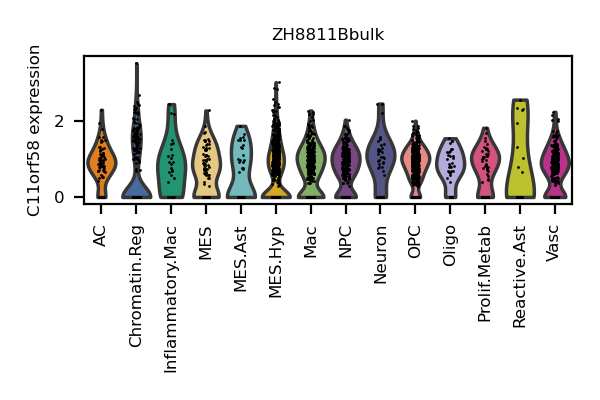 ZH8811Bbulk
C11orf58 expression
2
0
AC
Chromatin.Reg
Inflammatory.Mac
MES
MES.Ast
MES.Hyp
Mac
NPC
Neuron
OPC
Oligo
Prolif.Metab
Reactive.Ast
Vasc